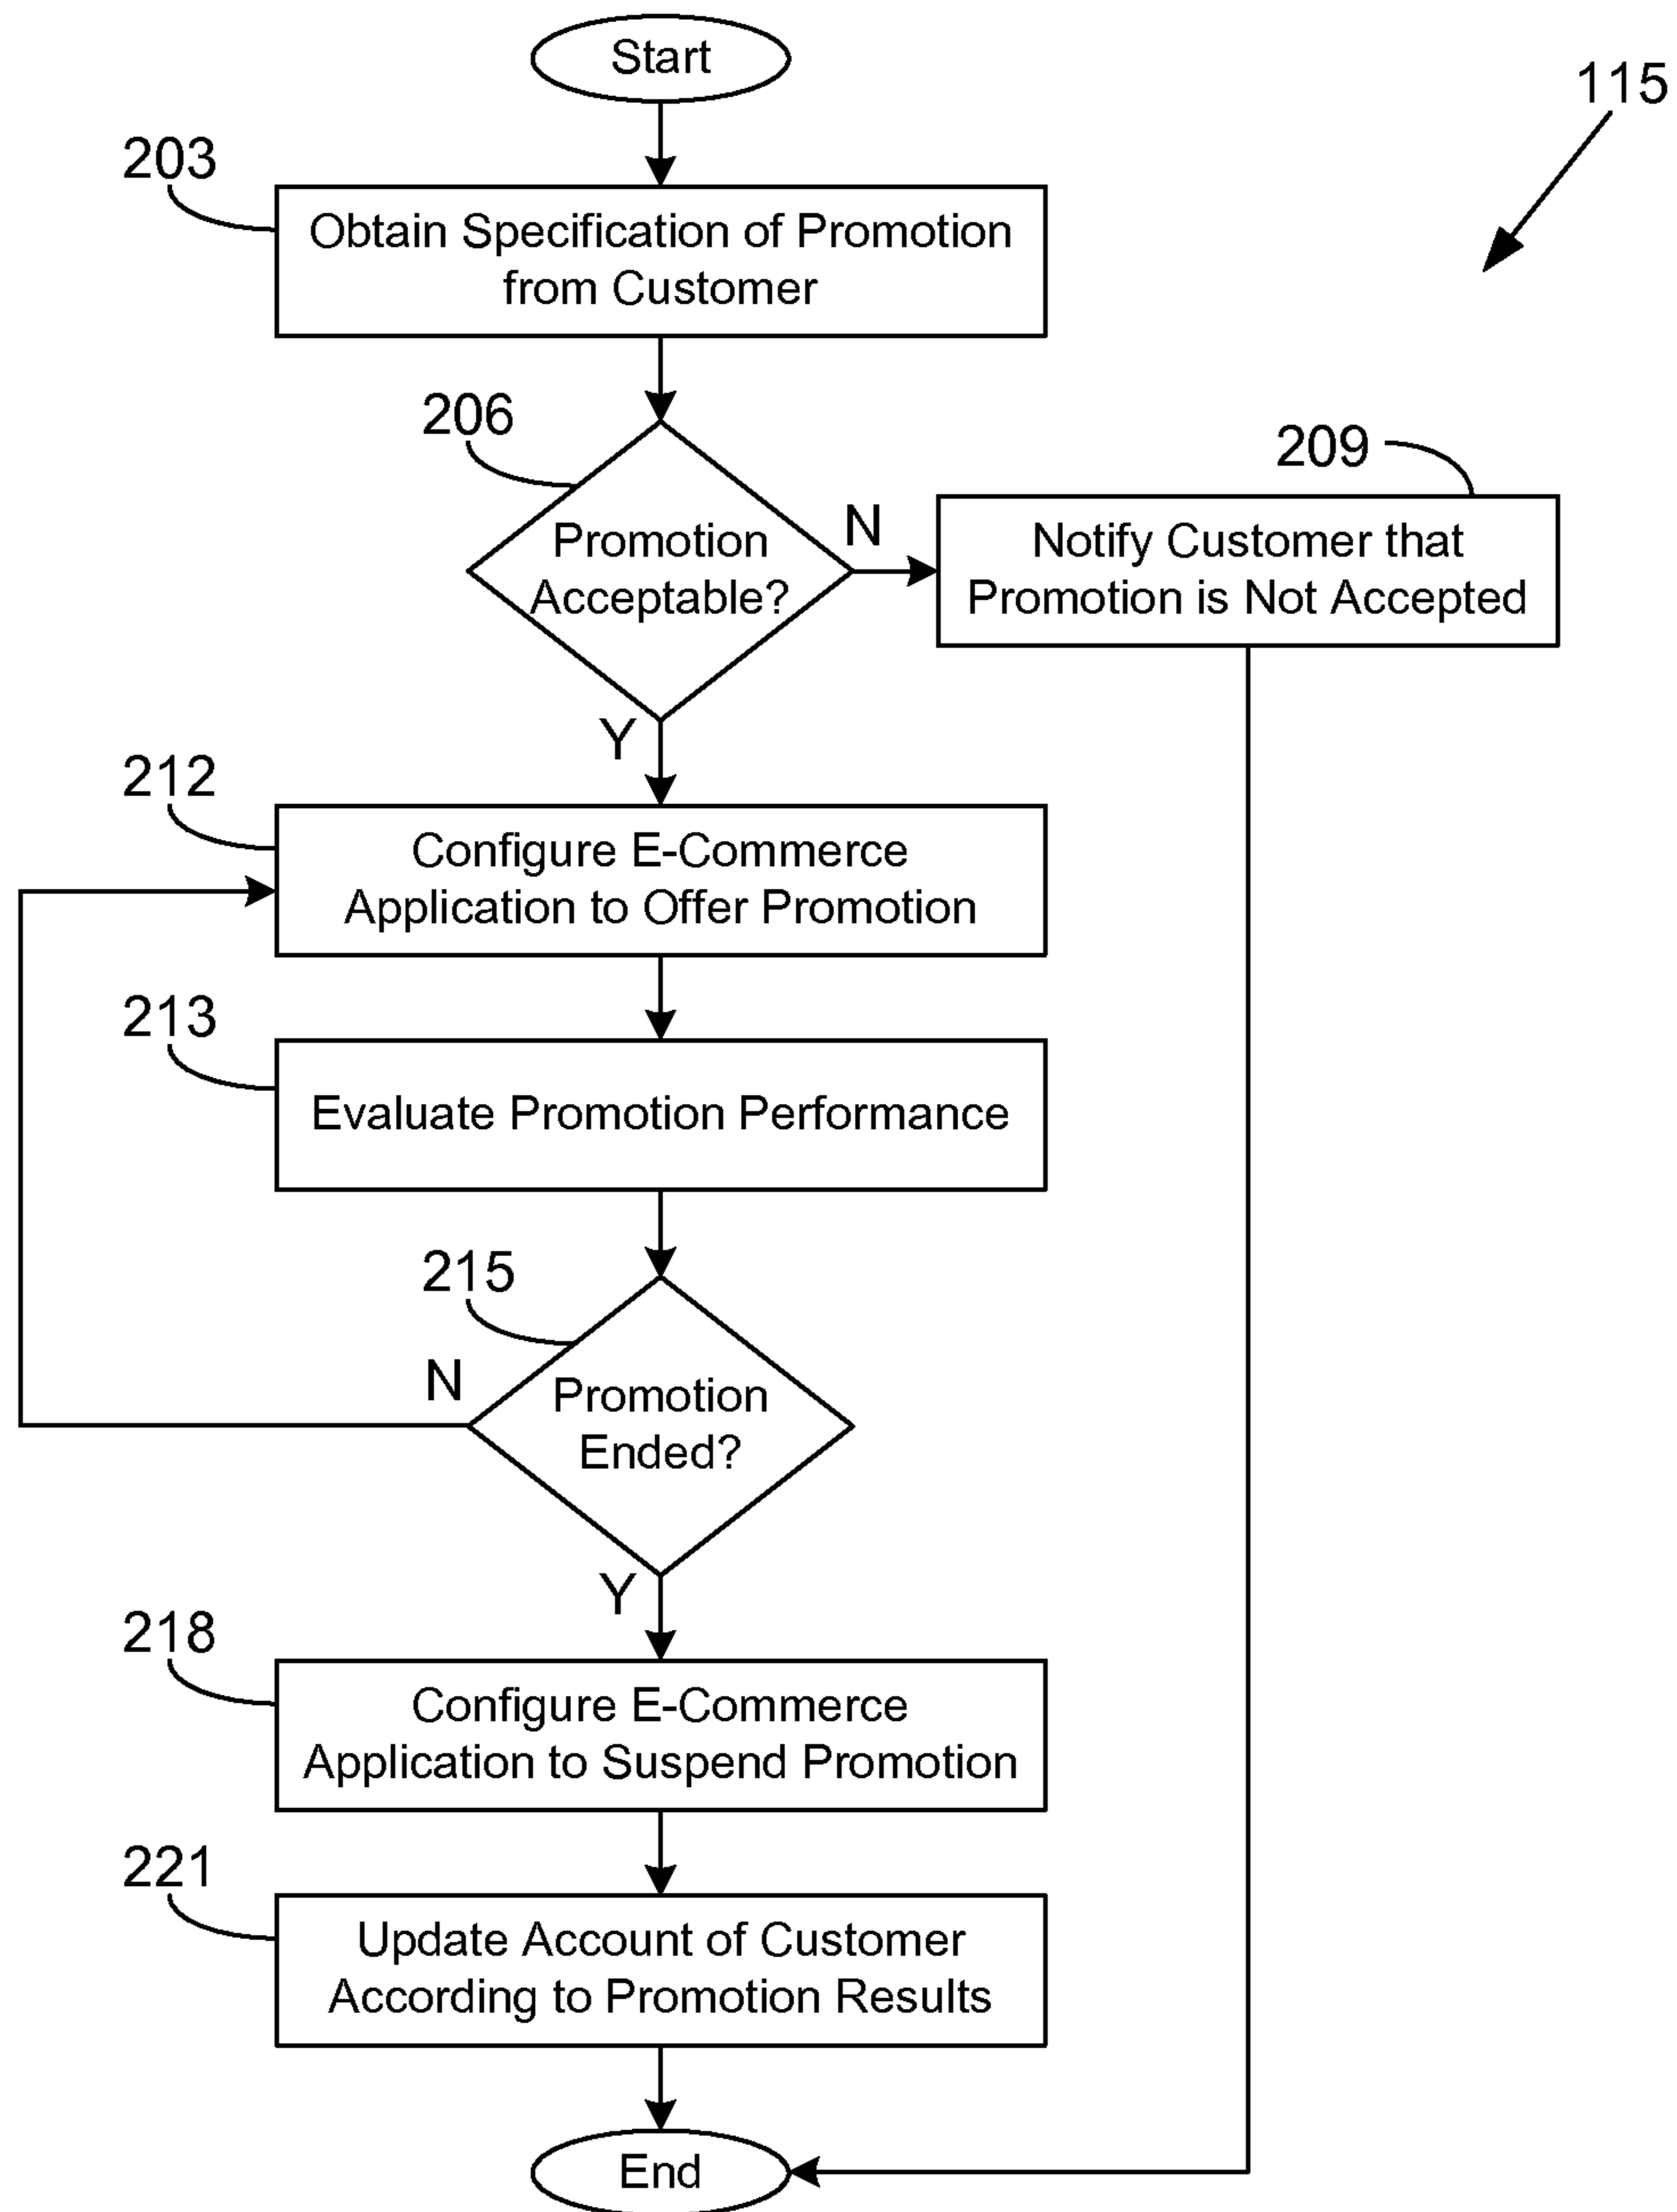 Start
115
203
Obtain Specification of Promotion
from Customer
206
Promotion
Acceptable?
N
209
Notify Customer that
Promotion is Not Accepted
Y
212
Configure E-Commerce
Application to Offer Promotion
213
Evaluate Promotion Performance
215
N
Promotion
Ended?
Y
218
Configure E-Commerce
Application to Suspend Promotion
221
Update Account of Customer
According to Promotion Results
End